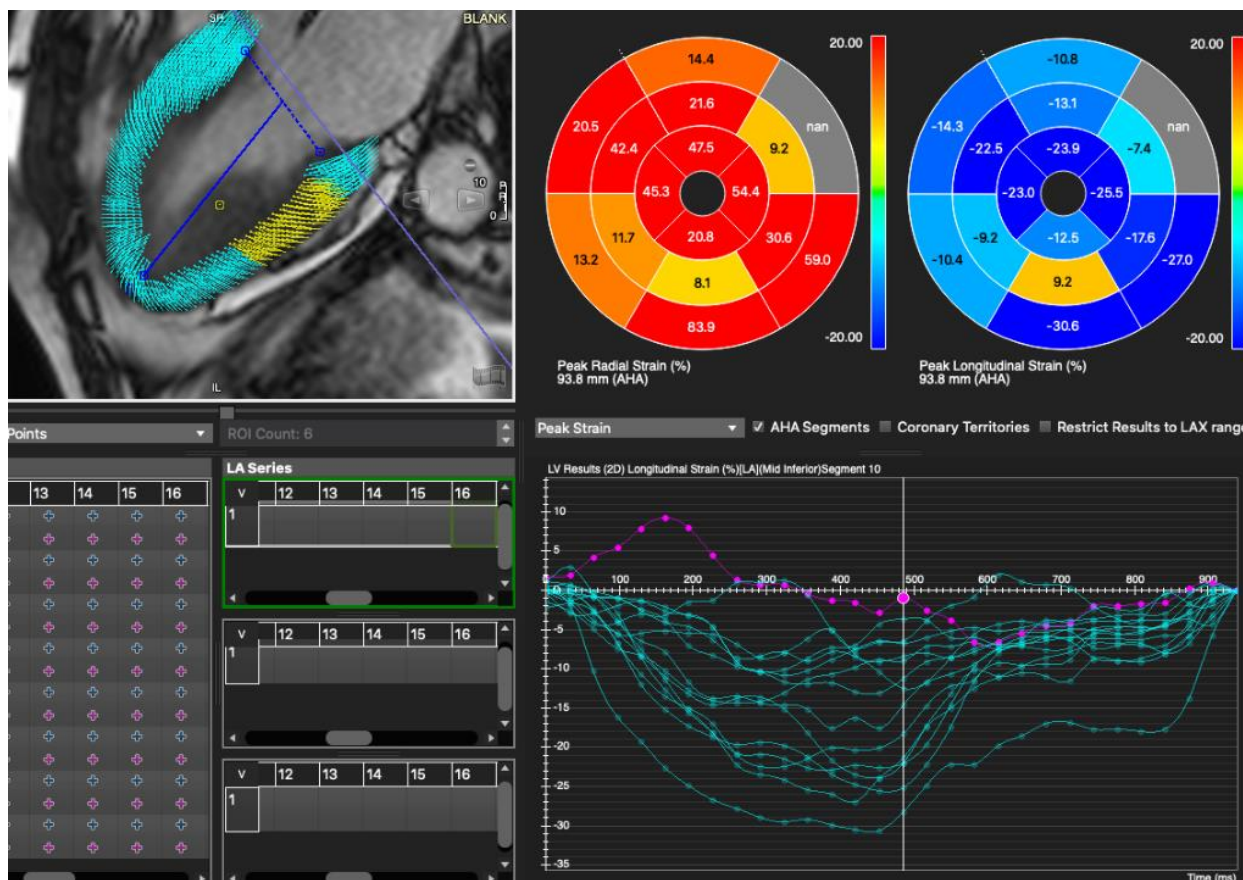 SR
BLANK
10
P
R
0
IL
20.00
-20.00
14.4
20.5
nan
21.6
42.4
9.2
47.5
45.3
54.4
20.8
11.7
30.6
13.2
8.1
59.0
83.9
Peak Radial Strain (%)
93.8 mm (AHA)
20.00
-20.00
-10.8
-14.3
nan
-13.1
-22.5
-7.4
-23.9
-23.0
-25.5
-12.5
-9.2
-17.6
-10.4
9.2
-27.0
-30.6
Peak Longitudinal Strain (%)
93.8 mm (AHA)
Points
ROI Count: 6
13 14 15 16
LA Series
v 12 13 14 15 16
1
v 12 13 14 15 16
1
v 12 13 14 15 16
1
Peak Strain
AHA Segments
Coronary Territories
Restrict Results to LAX range
LV Results (2D) Longitudinal Strain (%)[LA](Mid Inferior)Segment 10
10
5
0
-5
-10
-15
-20
-25
-30
-35
0 100 200 300 400 500 600 700 800 900
Time (ms)